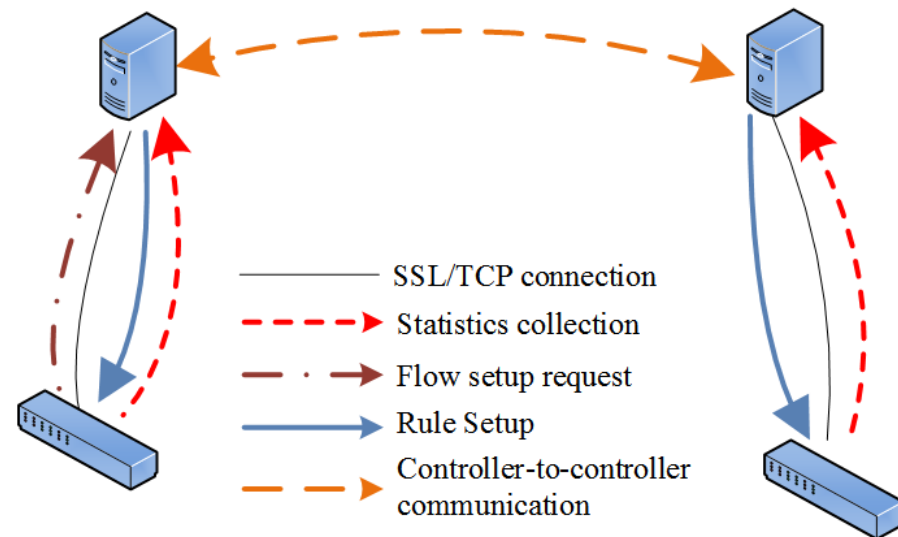 SSL/TCP connection
Statistics collection
Flow setup request
Rule Setup
Controller-to-controller
communication